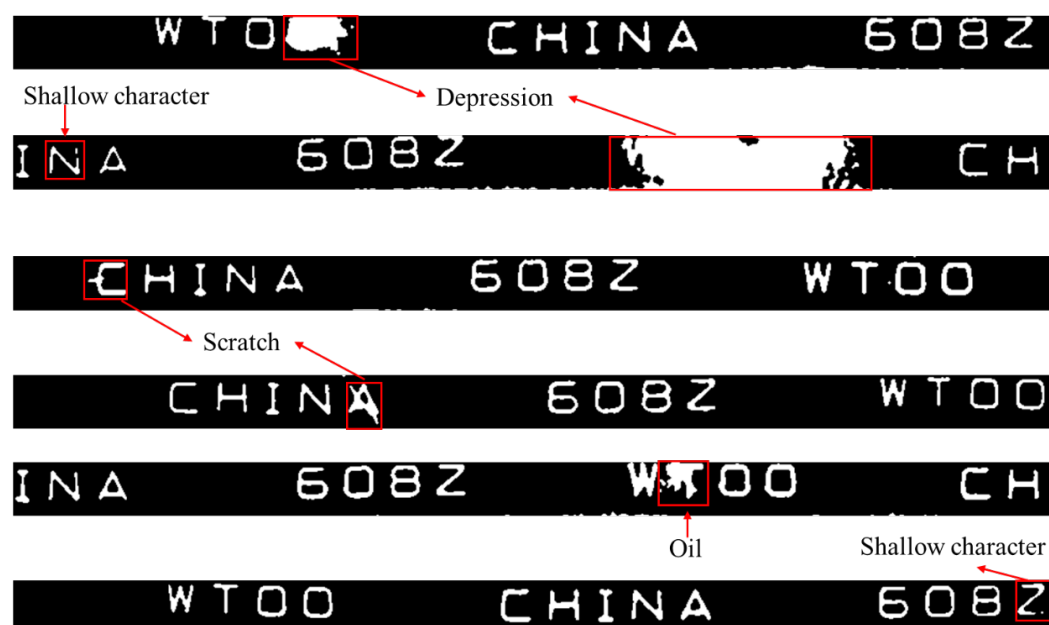 WTO CHINA 608Z
Shallow character
Depression
INA 608Z CH
CHINA 608Z WTOO
Scratch
CHINA 608Z WTOO
INA 608Z WTOO CH
Oil
Shallow character
WTOO CHINA 608Z